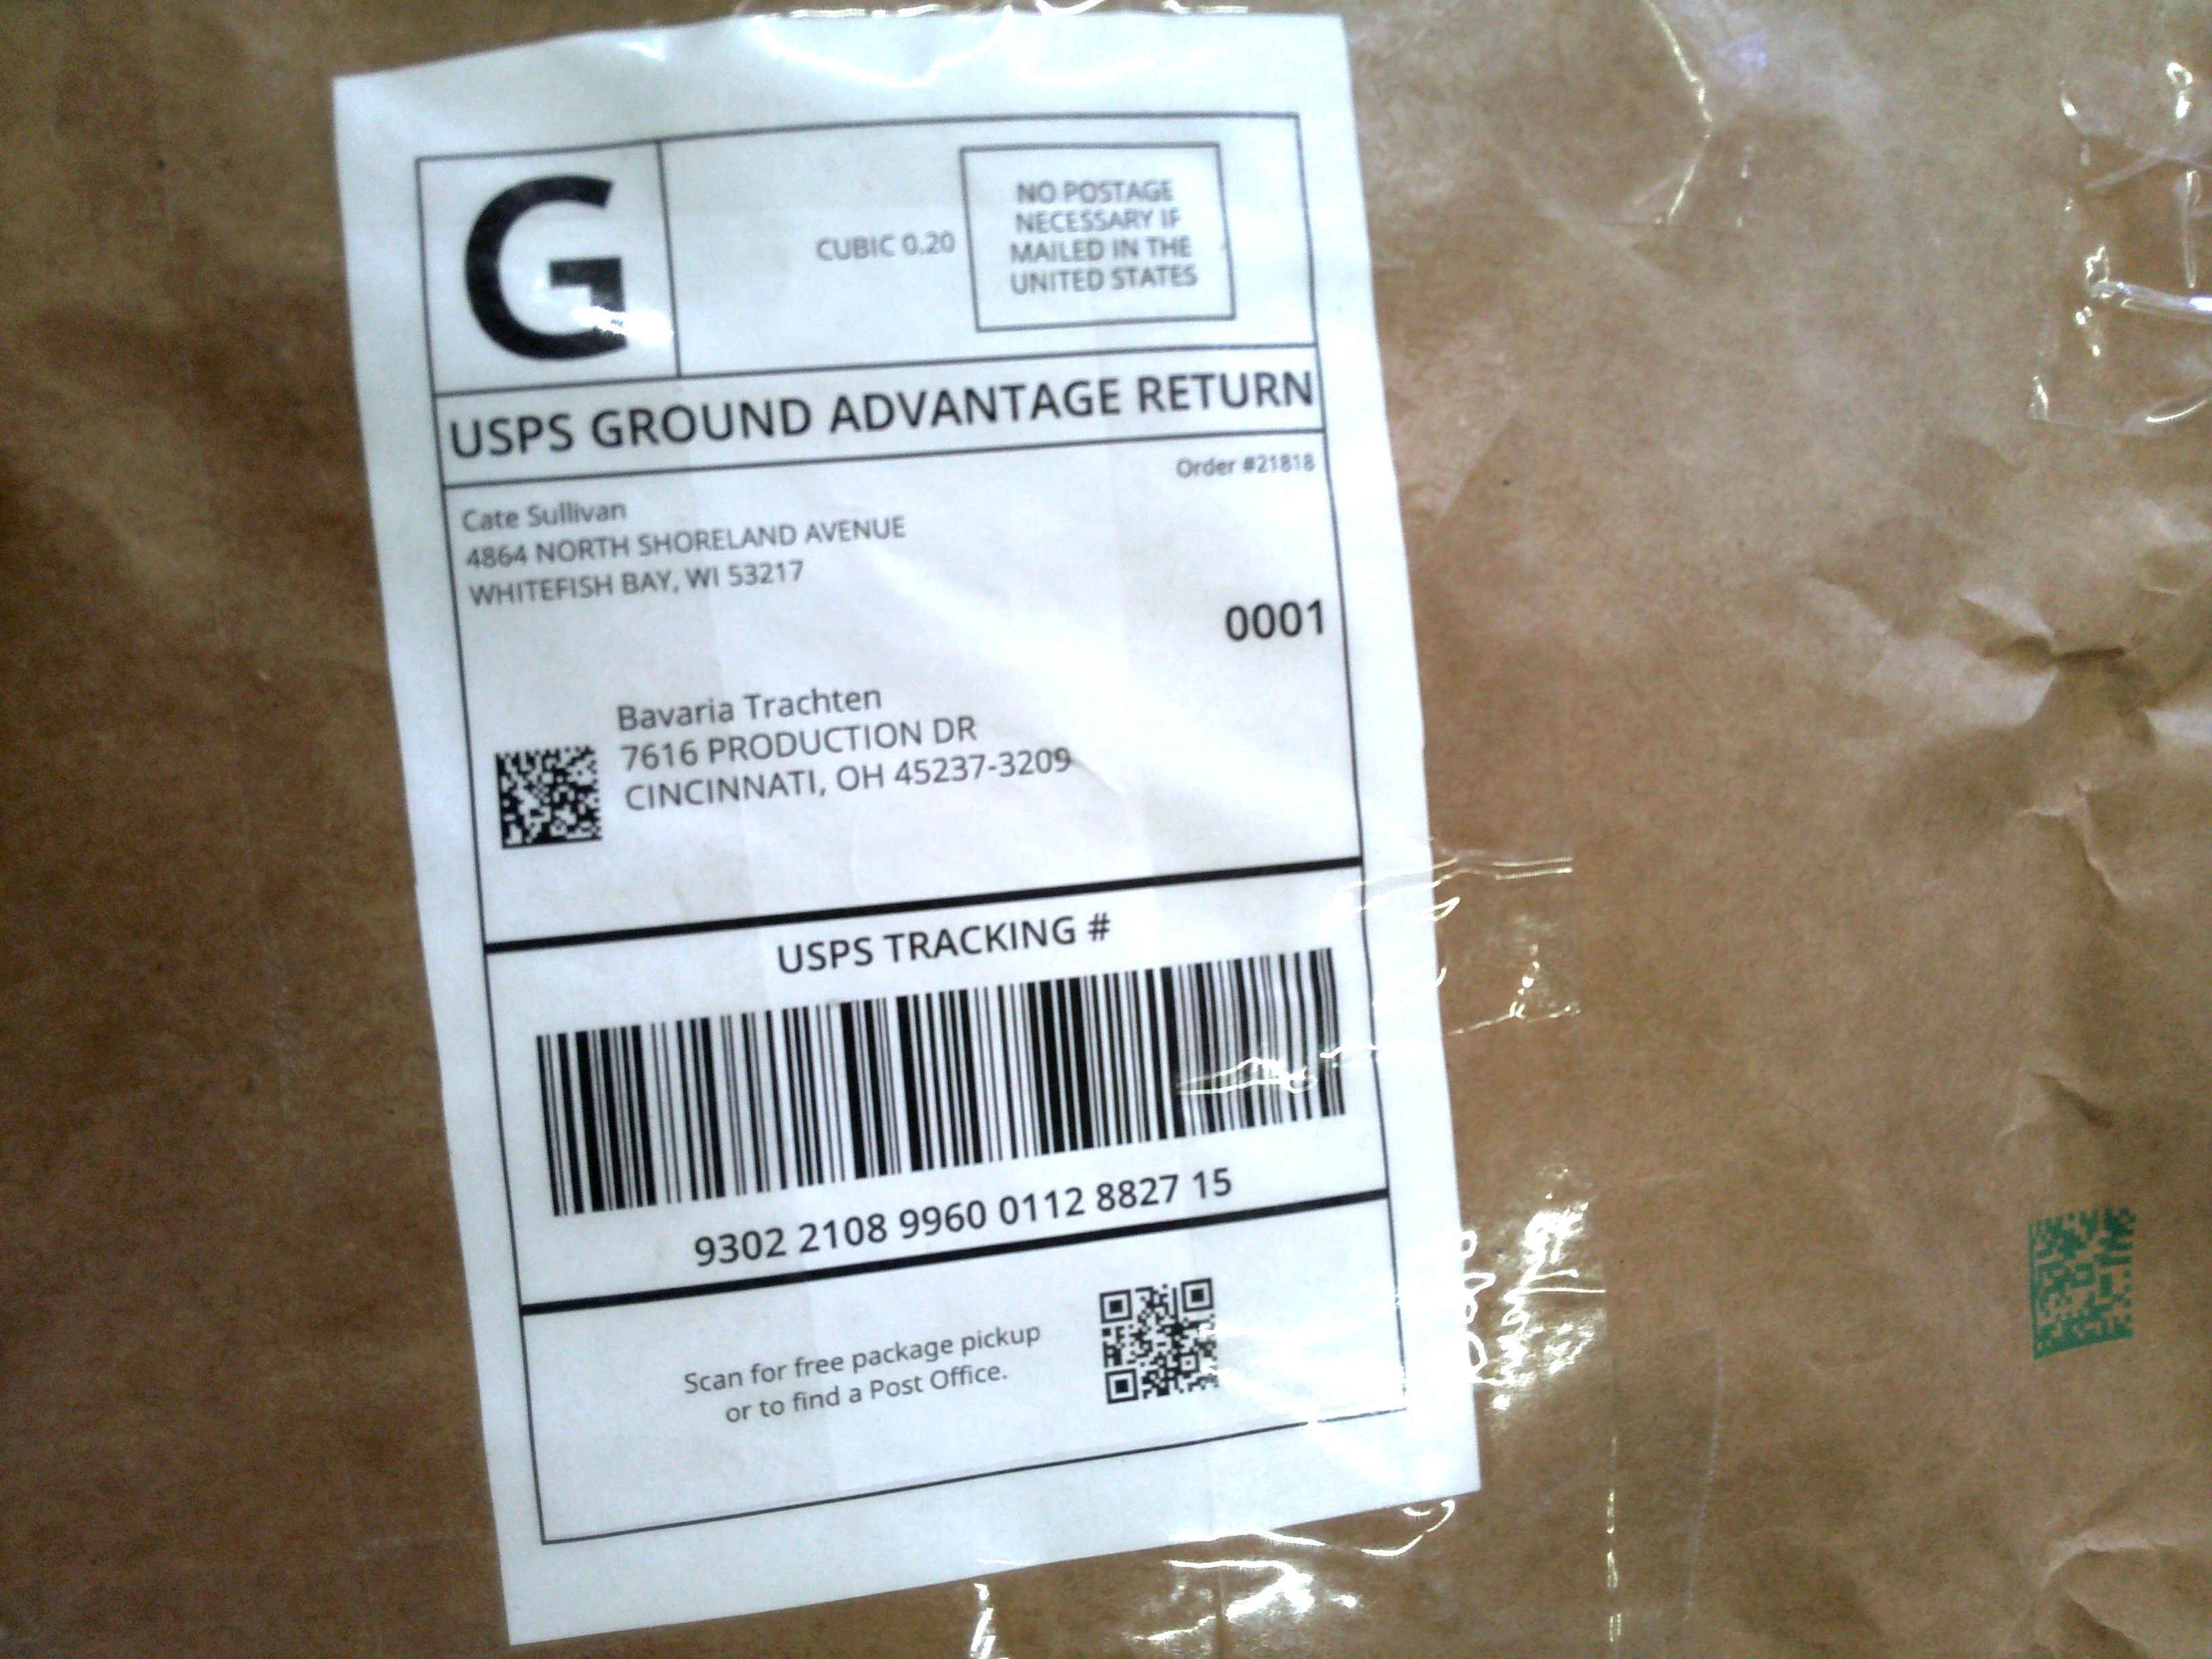 G
CUBIC 0.20
NO POSTAGE
NECESSARY IF
MAILED IN THE
UNITED STATES
USPS GROUND ADVANTAGE RETURN
Order #21818
Cate Sullivan
4864 NORTH SHORELAND AVENUE
WHITEFISH BAY, WI 53217
0001
Bavaria Trachten
7616 PRODUCTION DR
CINCINNATI, OH 45237-3209
USPS TRACKING #
9302 2108 9960 0112 8827 15
Scan for free package pickup
or to find a Post Office.